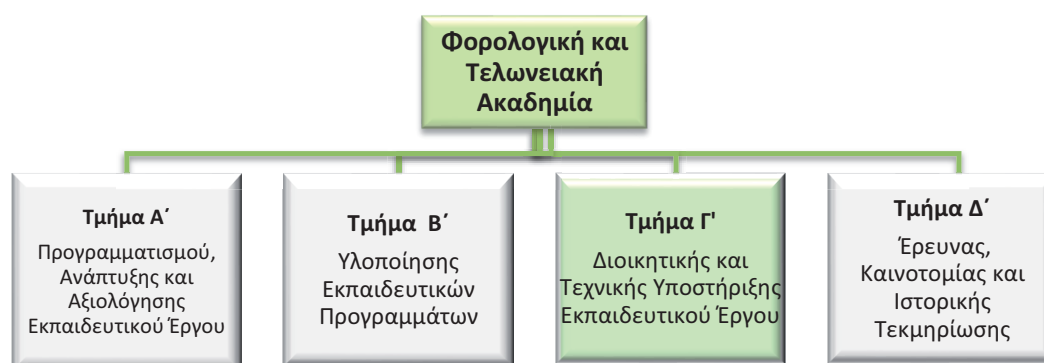 Φορολογική και
Τελωνειακή
Ακαδημία
Τμήμα Α΄
Προγραμματισμού,
Ανάπτυξης και
Αξιολόγησης
Εκπαιδευτικού Έργου
Τμήμα  Β΄
Υλοποίησης
Εκπαιδευτικών
Προγραμμάτων
Τμήμα Γ'
Διοικητικής και
Τεχνικής Υποστήριξης
Εκπαιδευτικού Έργου
Τμήμα Δ΄
Έρευνας,
Καινοτομίας και
Ιστορικής
Τεκμηρίωσης